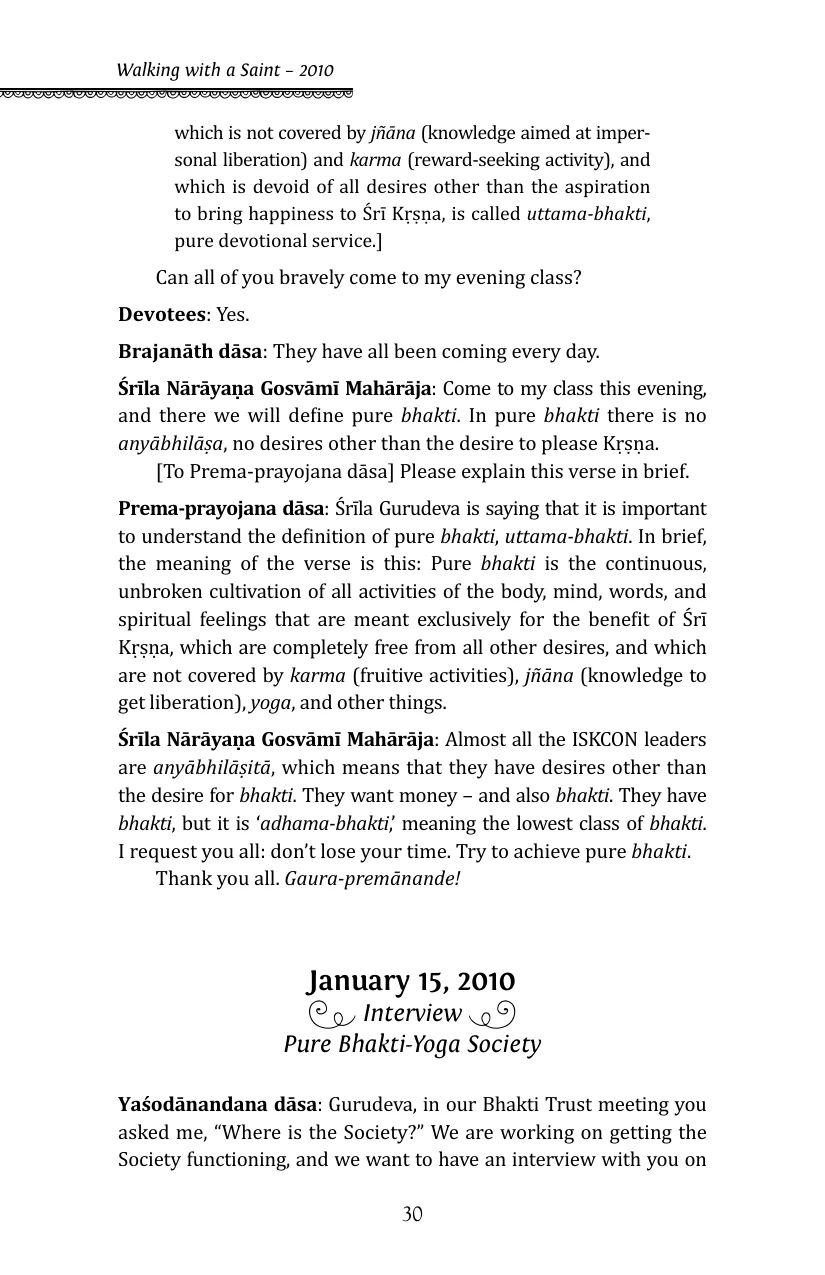 Walking with a Saint – 2010
which is not covered by jñāna (knowledge aimed at imper-
sonal liberation) and karma (reward-seeking activity), and
which is devoid of all desires other than the aspiration
to bring happiness to Śrī Kṛṣṇa, is called uttama-bhakti,
pure devotional service.]
Can all of you bravely come to my evening class?
Devotees: Yes.
Brajanāth dāsa: They have all been coming every day.
Śrīla Nārāyaṇa Gosvāmī Mahārāja: Come to my class this evening,
and there we will define pure bhakti. In pure bhakti there is no
anyābhilāṣa, no desires other than the desire to please Kṛṣṇa.
[To Prema-prayojana dāsa] Please explain this verse in brief.
Prema-prayojana dāsa: Śrīla Gurudeva is saying that it is important
to understand the definition of pure bhakti, uttama-bhakti. In brief,
the meaning of the verse is this: Pure bhakti is the continuous,
unbroken cultivation of all activities of the body, mind, words, and
spiritual feelings that are meant exclusively for the benefit of Śrī
Kṛṣṇa, which are completely free from all other desires, and which
are not covered by karma (fruitive activities), jñāna (knowledge to
get liberation), yoga, and other things.
Śrīla Nārāyaṇa Gosvāmī Mahārāja: Almost all the ISKCON leaders
are anyābhilāṣitā, which means that they have desires other than
the desire for bhakti. They want money – and also bhakti. They have
bhakti, but it is ‘adhama-bhakti,’ meaning the lowest class of bhakti.
I request you all: don’t lose your time. Try to achieve pure bhakti.
Thank you all. Gaura-premānande!
January 15, 2010
Interview
Pure Bhakti-Yoga Society
Yaśodānandana dāsa: Gurudeva, in our Bhakti Trust meeting you
asked me, “Where is the Society?” We are working on getting the
Society functioning, and we want to have an interview with you on
30